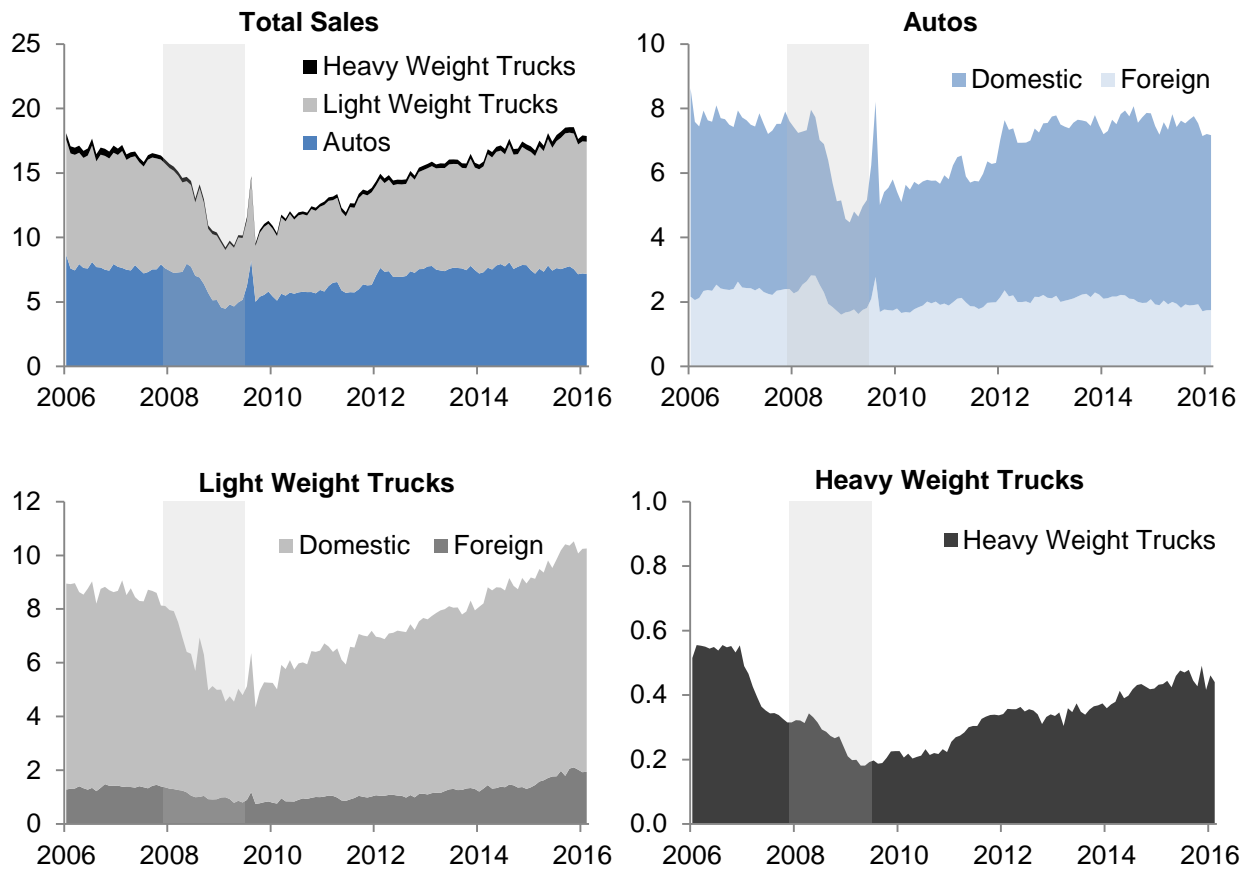 Total Sales
25
20
15
10
5
0
Heavy Weight Trucks
Light Weight Trucks
Autos
2006 2008 2010 2012 2014 2016
Autos
10
8
6
4
2
0
Domestic Foreign
2006 2008 2010 2012 2014 2016
Light Weight Trucks
12
10
8
6
4
2
0
Domestic Foreign
2006 2008 2010 2012 2014 2016
Heavy Weight Trucks
1.0
0.8
0.6
0.4
0.2
0.0
Heavy Weight Trucks
2006 2008 2010 2012 2014 2016